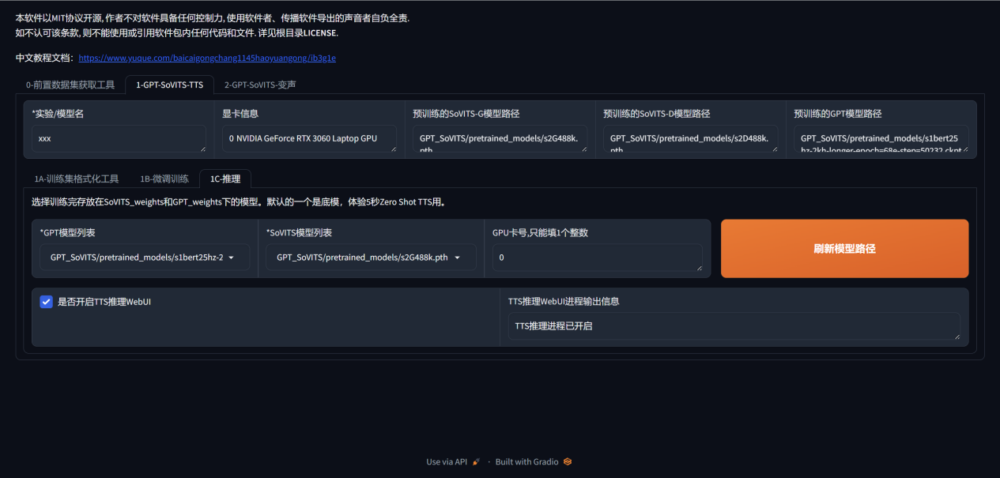 本软件以MIT协议开源, 作者不对软件具备任何控制力, 使用软件者、传播软件导出的声音者自负全责.
如不认可该条款, 则不能使用或引用软件包内任何代码和文件. 详见根目录LICENSE.
中文教程文档： https://www.yuque.com/baicaigongchang1145haoyuangong/ib3g1e
0-前置数据集获取工具 1-GPT-SoVITS-TTS 2-GPT-SoVITS-变声
*实验/模型名 显卡信息 预训练的SoVITS-G模型路径 预训练的SoVITS-D模型路径 预训练的GPT模型路径
xxx 0 NVIDIA GeForce RTX 3060 Laptop GPU GPT_SoVITS/pretrained_models/s2G488k. GPT_SoVITS/pretrained_models/s2D488k. GPT_SoVITS/pretrained_models/s1bert25
pth pth hz-2kh-longer-epoch=68e-step=50232.ckpt
1A-训练集格式化工具 1B-微调训练 1C-推理
选择训练完存放在SoVITS_weights和GPT_weights下的模型。默认的一个是底模，体验5秒Zero Shot TTS用。
*GPT模型列表 *SoVITS模型列表 GPU卡号,只能填1个整数
GPT_SoVITS/pretrained_models/s1bert25hz-2 GPT_SoVITS/pretrained_models/s2G488k.pth 0 刷新模型路径
是否开启TTS推理WebUI TTS推理WebUI进程输出信息
TTS推理进程已开启
Use via API · Built with Gradio